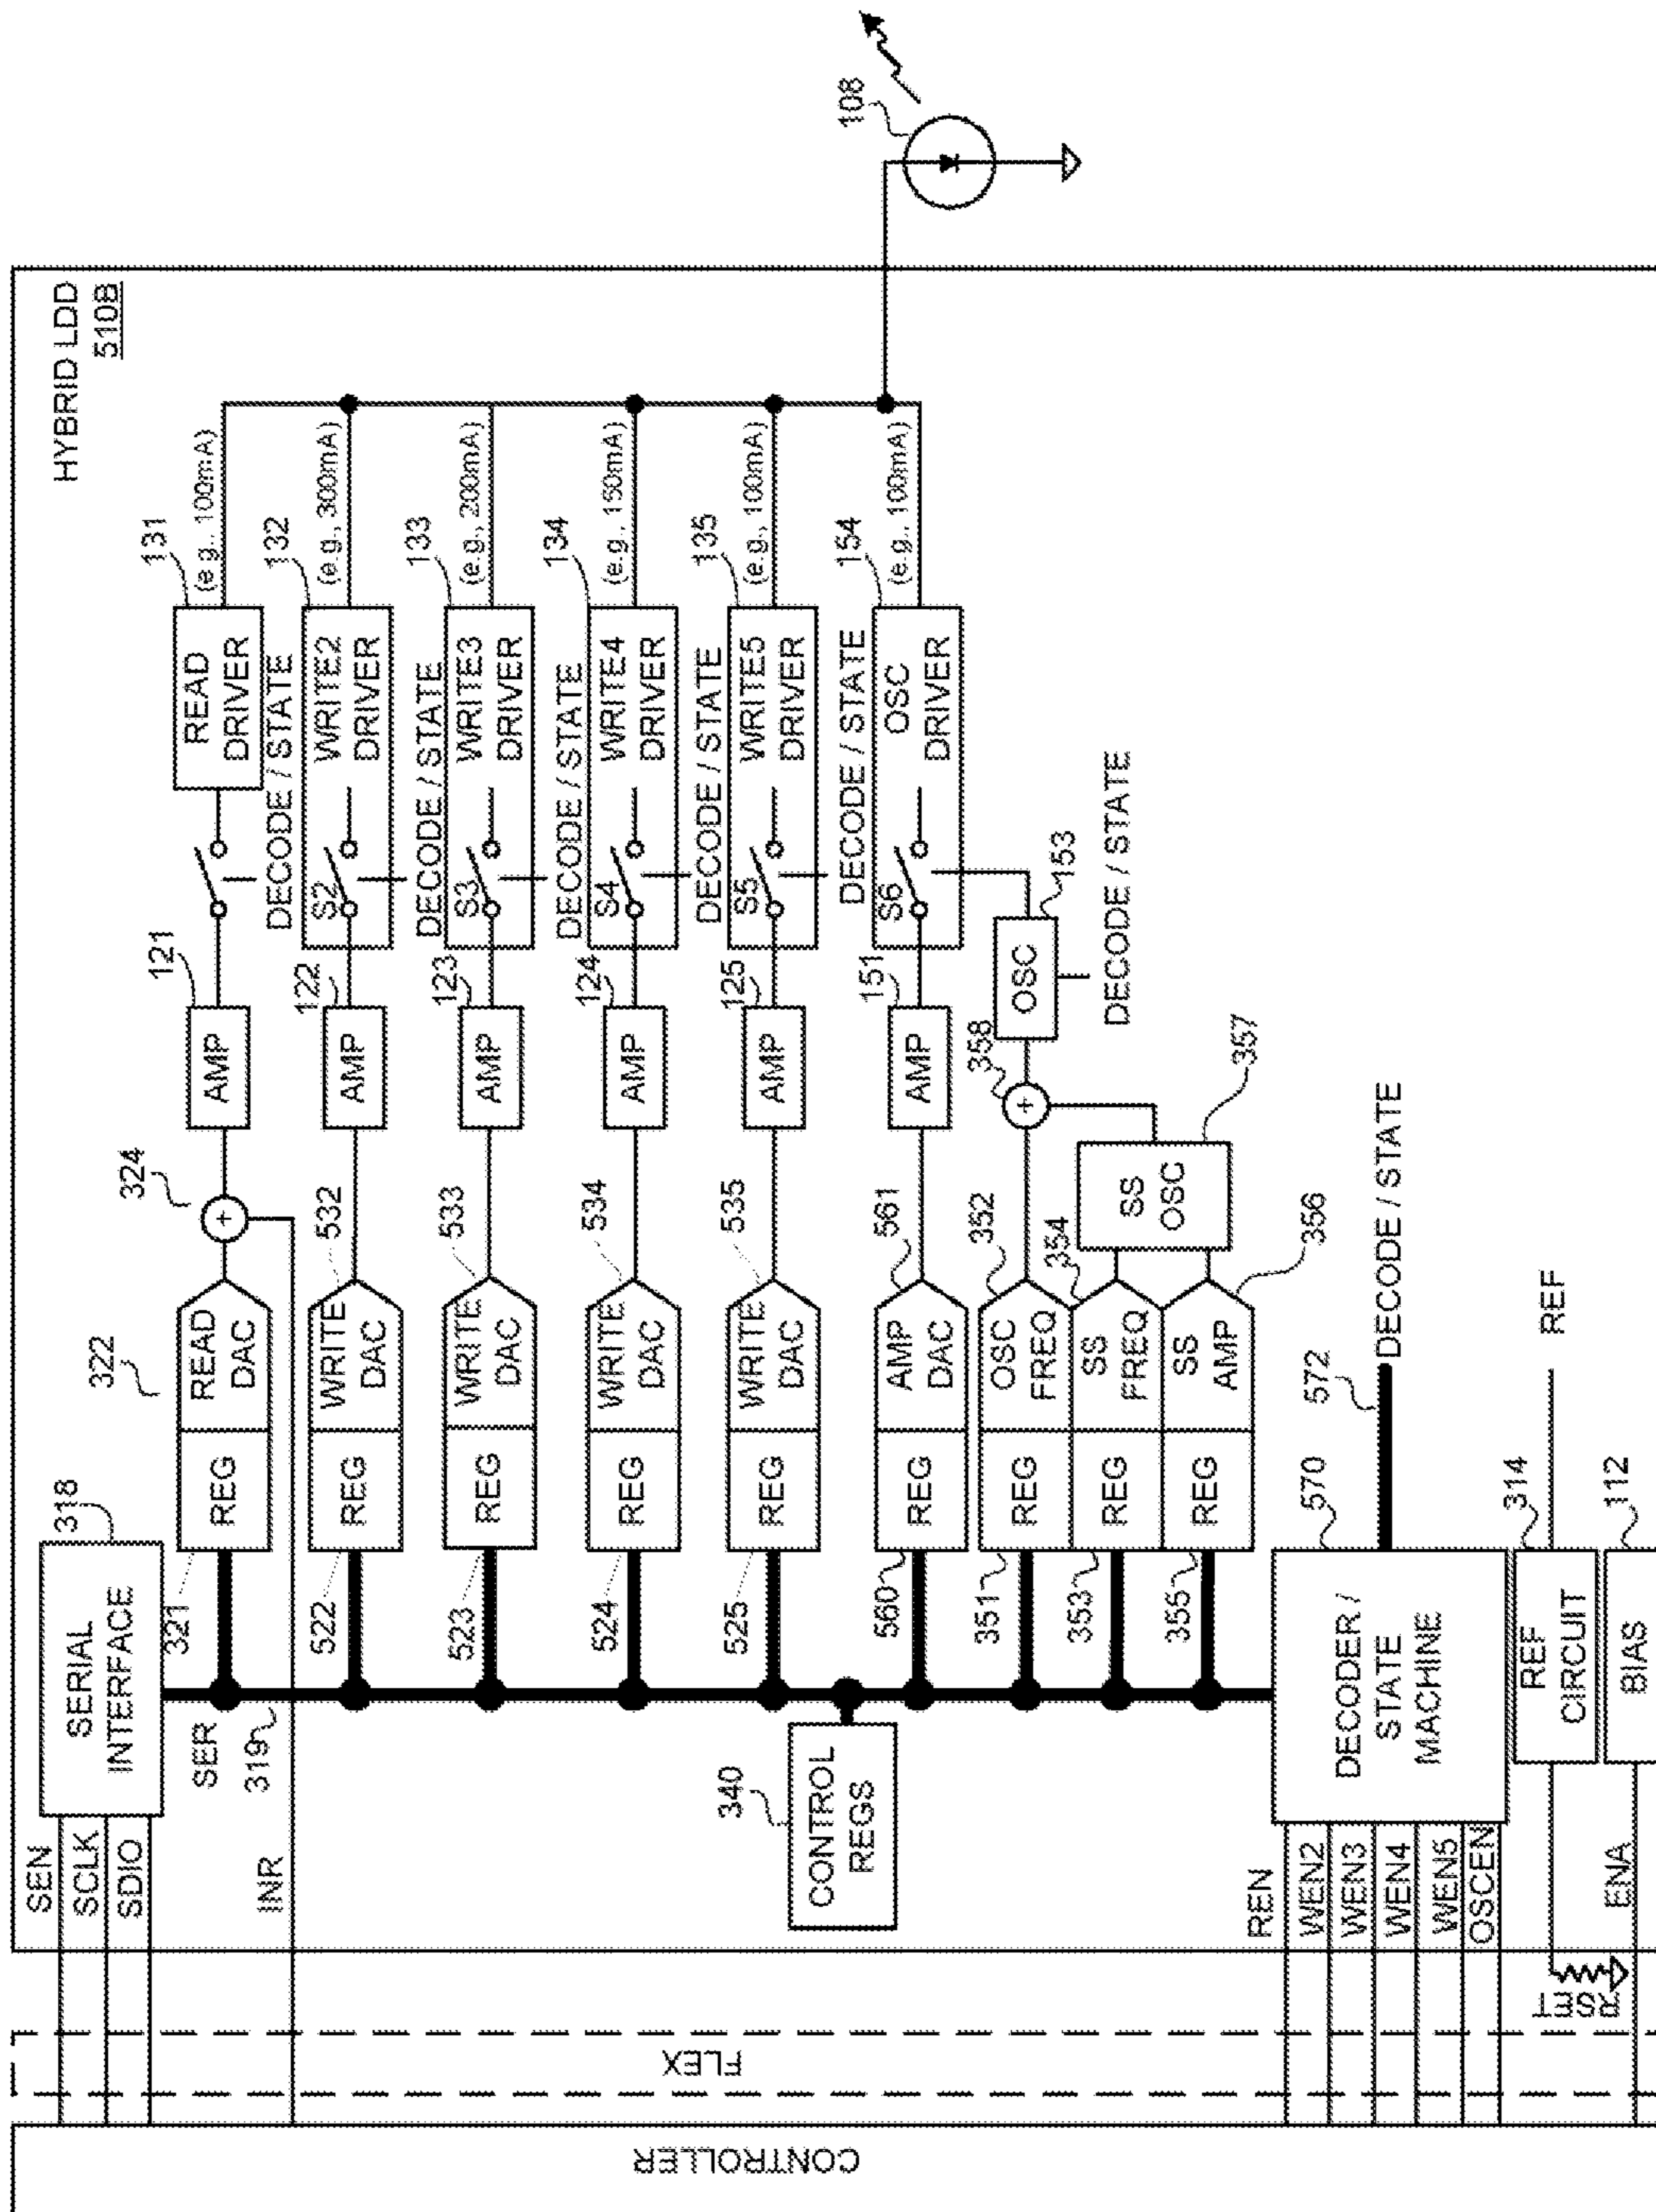 HYBRID LDD
510B
CONTROLLER
FLEX
SEN
SCLK
SDIO
INR
SERIAL
INTERFACE
318
SER
319
321
REG
READ
DAC
322
324
AMP
121
READ
DRIVER
131
(e.g., 100mA)
DECODE / STATE
522
REG
WRITE
DAC
532
AMP
122
S2
WRITE2
DRIVER
132
(e.g., 300mA)
DECODE / STATE
523
REG
WRITE
DAC
533
AMP
123
S3
WRITE3
DRIVER
133
(e.g., 200mA)
DECODE / STATE
524
REG
WRITE
DAC
534
AMP
124
S4
WRITE4
DRIVER
134
(e.g., 150mA)
DECODE / STATE
525
REG
WRITE
DAC
535
AMP
125
S5
WRITE5
DRIVER
135
(e.g., 100mA)
DECODE / STATE
340
CONTROL
REGS
560
REG
AMP
DAC
561
AMP
151
S6
OSC
DRIVER
154
(e.g., 100mA)
108
351
REG
OSC
FREQ
352
+
358
OSC
153
DECODE / STATE
353
REG
SS
FREQ
354
SS
OSC
357
355
REG
SS
AMP
356
REN
WEN2
WEN3
WEN4
WEN5
OSCEN
DECODER /
STATE
MACHINE
570
572
DECODE / STATE
RSET
REF
CIRCUIT
314
REF
ENA
BIAS
112
+